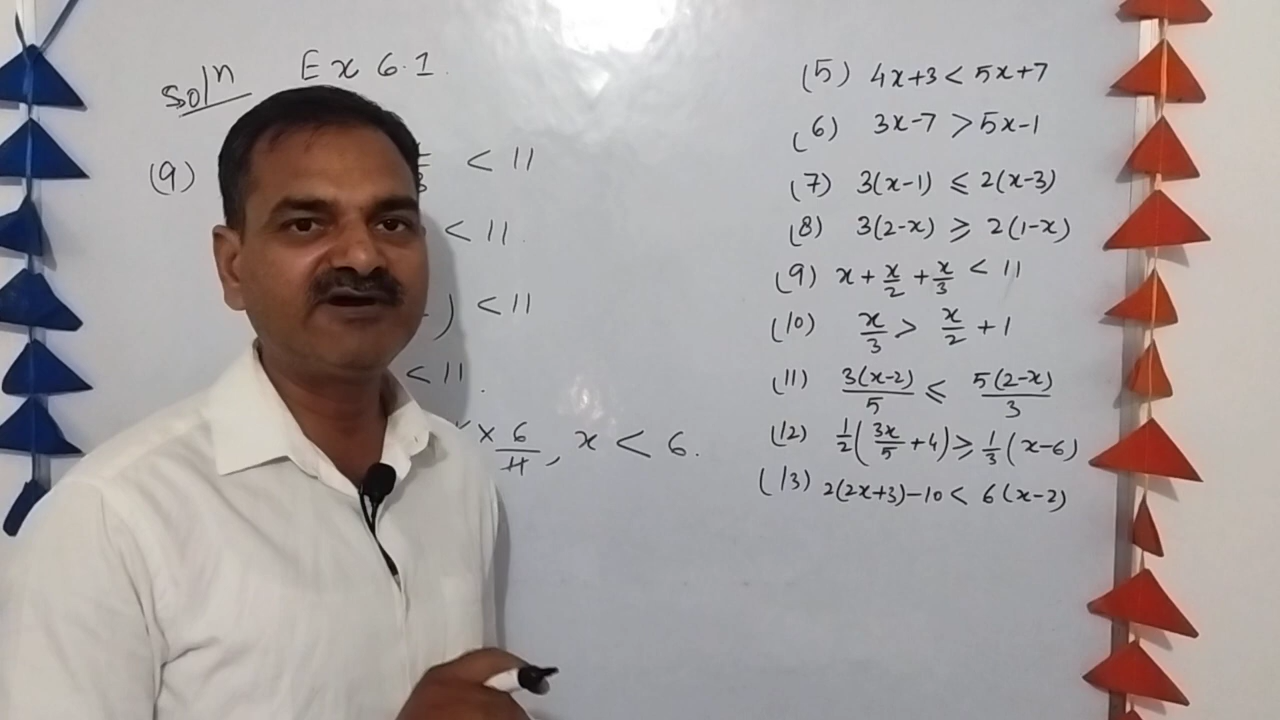 Solⁿ Ex 6.1.
(9) < 11
< 11.
) < 11
< 11.
× 6/11, x < 6.
(5) 4x+3 < 5x+7
(6) 3x-7 > 5x-1
(7) 3(x-1) ≤ 2(x-3)
(8) 3(2-x) ≥ 2(1-x)
(9) x + x/2 + x/3 < 11
(10) x/3 > x/2 + 1
(11) 3(x-2)/5 ≤ 5(2-x)/3
(12) 1/2(3x/5+4) ≥ 1/3(x-6)
(13) 2(2x+3)-10 < 6(x-2)